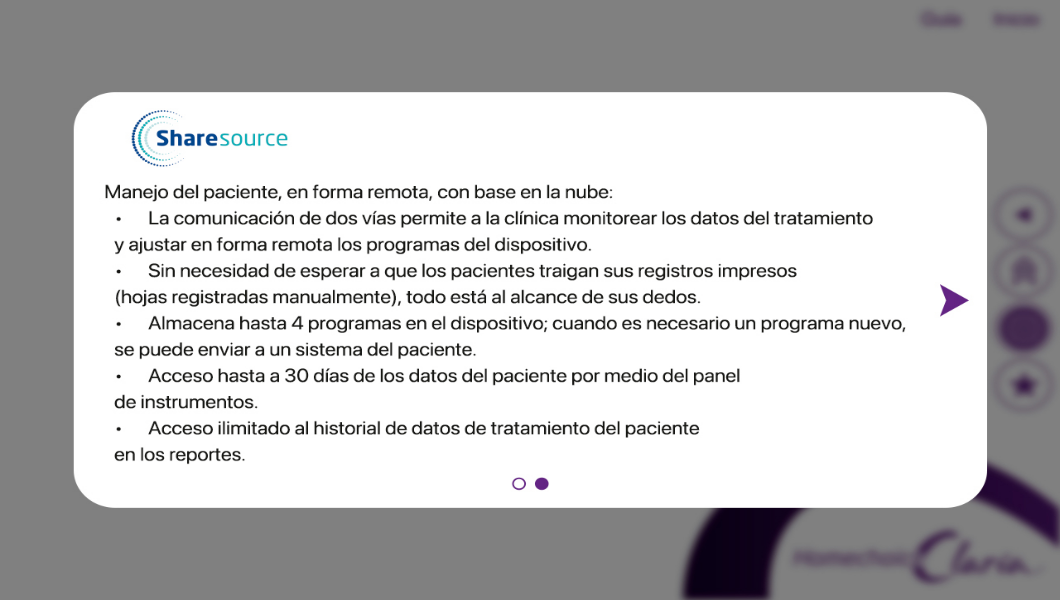 Guía Inicio
Sharesource
Manejo del paciente, en forma remota, con base en la nube:
• La comunicación de dos vías permite a la clínica monitorear los datos del tratamiento
y ajustar en forma remota los programas del dispositivo.
• Sin necesidad de esperar a que los pacientes traigan sus registros impresos
(hojas registradas manualmente), todo está al alcance de sus dedos.
• Almacena hasta 4 programas en el dispositivo; cuando es necesario un programa nuevo,
se puede enviar a un sistema del paciente.
• Acceso hasta a 30 días de los datos del paciente por medio del panel
de instrumentos.
• Acceso ilimitado al historial de datos de tratamiento del paciente
en los reportes.
Claria